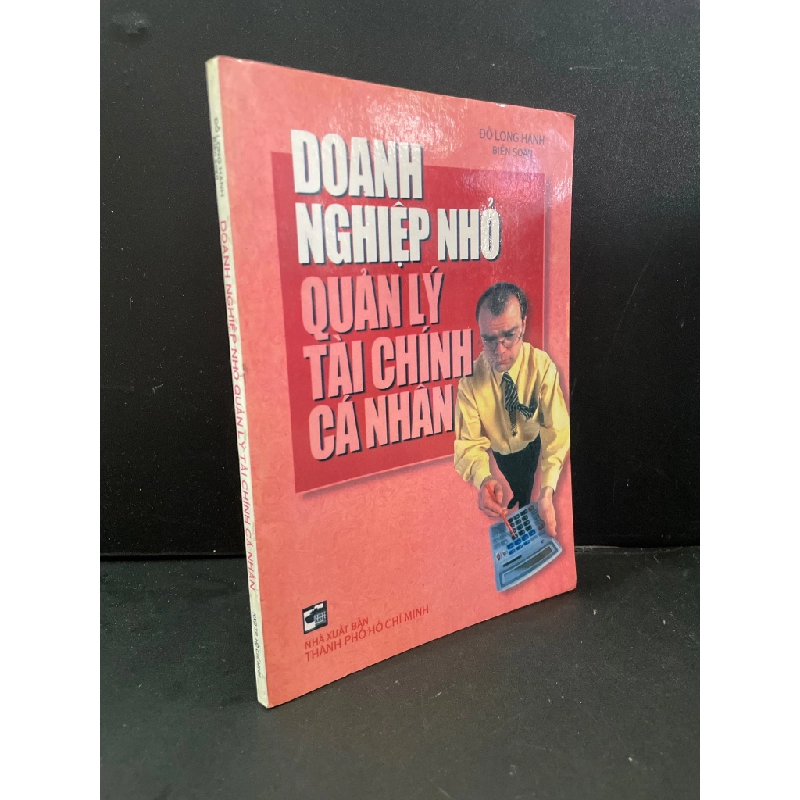 ĐỖ LONG HÀNH
BIÊN SOẠN
DOANH
NGHIỆP NHỎ
QUẢN LÝ
TÀI CHÍNH
CÁ NHÂN
NHÀ XUẤT BẢN
THÀNH PHỐ HỒ CHÍ MINH
DOANH NGHIỆP NHỎ QUẢN LÝ TÀI CHÍNH CÁ NHÂN